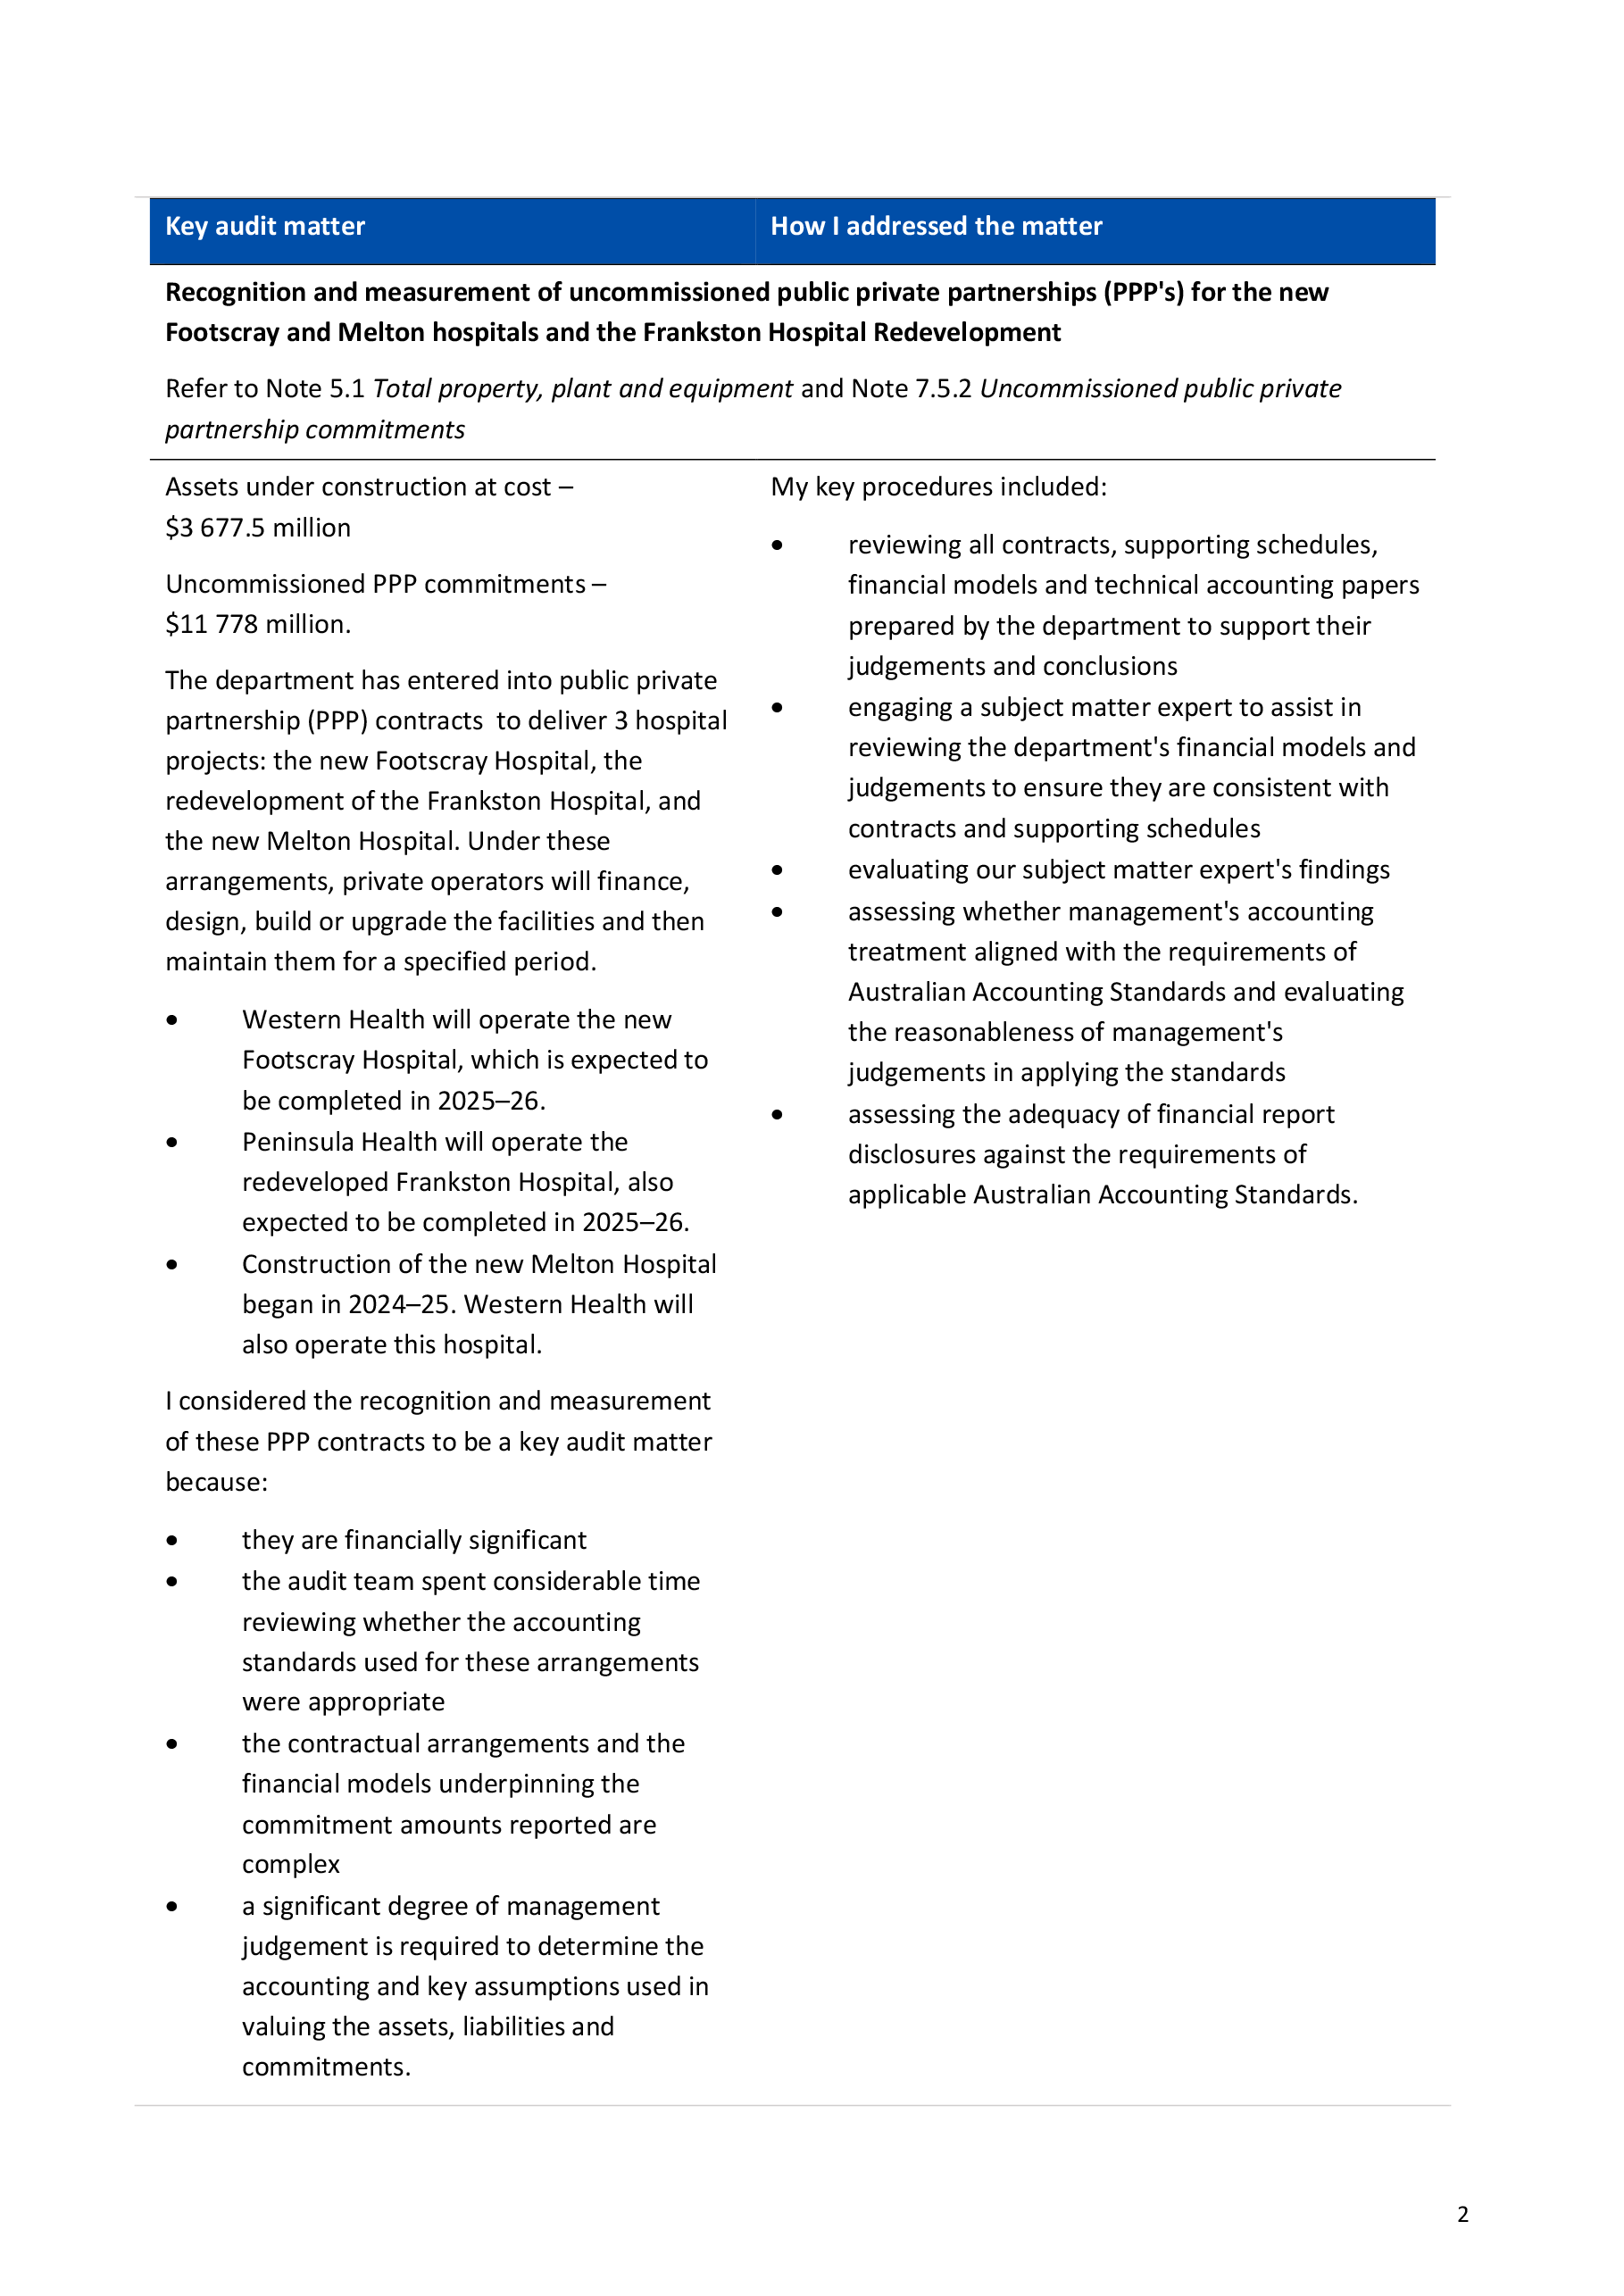 Key audit matter
How I addressed the matter
Recognition and measurement of uncommissioned public private partnerships (PPP's) for the new
Footscray and Melton hospitals and the Frankston Hospital Redevelopment
Refer to Note 5.1 Total property, plant and equipment and Note 7.5.2 Uncommissioned public private
partnership commitments
Assets under construction at cost –
$3 677.5 million
Uncommissioned PPP commitments –
$11 778 million.
The department has entered into public private
partnership (PPP) contracts  to deliver 3 hospital
projects: the new Footscray Hospital, the
redevelopment of the Frankston Hospital, and
the new Melton Hospital. Under these
arrangements, private operators will finance,
design, build or upgrade the facilities and then
maintain them for a specified period.
• Western Health will operate the new
Footscray Hospital, which is expected to
be completed in 2025–26.
• Peninsula Health will operate the
redeveloped Frankston Hospital, also
expected to be completed in 2025–26.
• Construction of the new Melton Hospital
began in 2024–25. Western Health will
also operate this hospital.
I considered the recognition and measurement
of these PPP contracts to be a key audit matter
because:
• they are financially significant
• the audit team spent considerable time
reviewing whether the accounting
standards used for these arrangements
were appropriate
• the contractual arrangements and the
financial models underpinning the
commitment amounts reported are
complex
• a significant degree of management
judgement is required to determine the
accounting and key assumptions used in
valuing the assets, liabilities and
commitments.
My key procedures included:
• reviewing all contracts, supporting schedules,
financial models and technical accounting papers
prepared by the department to support their
judgements and conclusions
• engaging a subject matter expert to assist in
reviewing the department's financial models and
judgements to ensure they are consistent with
contracts and supporting schedules
• evaluating our subject matter expert's findings
• assessing whether management's accounting
treatment aligned with the requirements of
Australian Accounting Standards and evaluating
the reasonableness of management's
judgements in applying the standards
• assessing the adequacy of financial report
disclosures against the requirements of
applicable Australian Accounting Standards.
2